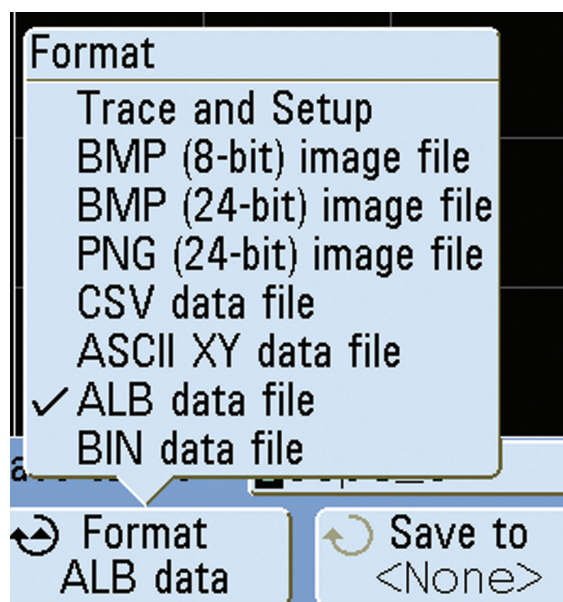 Format
Trace and Setup
BMP (8-bit) image file
BMP (24-bit) image file
PNG (24-bit) image file
CSV data file
ASCII XY data file
ALB data file
BIN data file
Format
ALB data
Save to
<None>